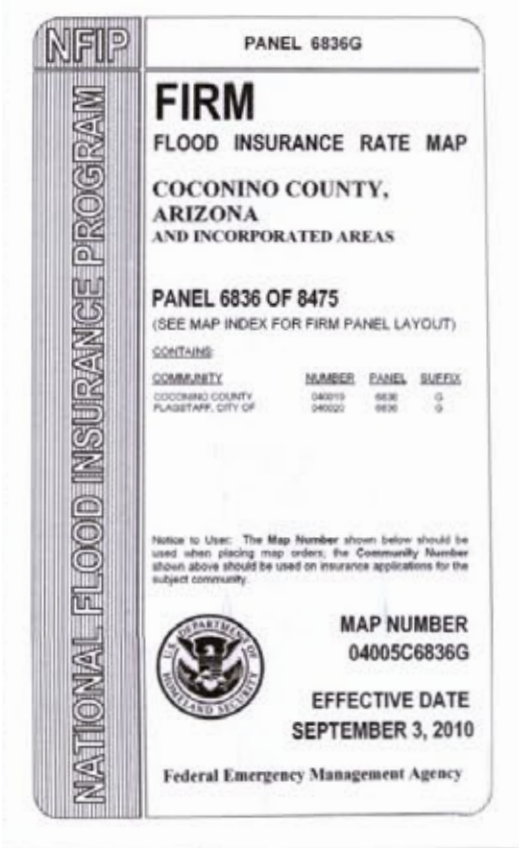 NFIP
PANEL 6836G
NATIONAL FLOOD INSURANCE PROGRAM
FIRM
FLOOD INSURANCE RATE MAP
COCONINO COUNTY,
ARIZONA
AND INCORPORATED AREAS
PANEL 6836 OF 8475
(SEE MAP INDEX FOR FIRM PANEL LAYOUT)
CONTAINS:
COMMUNITY NUMBER PANEL SUFFIX
COCONINO COUNTY 040019 6836 G
FLAGSTAFF, CITY OF 040020 6836 G
Notice to User: The Map Number shown below should be
used when placing map orders; the Community Number
shown above should be used on insurance applications for the
subject community.
U.S. DEPARTMENT OF HOMELAND SECURITY
MAP NUMBER
04005C6836G
EFFECTIVE DATE
SEPTEMBER 3, 2010
Federal Emergency Management Agency